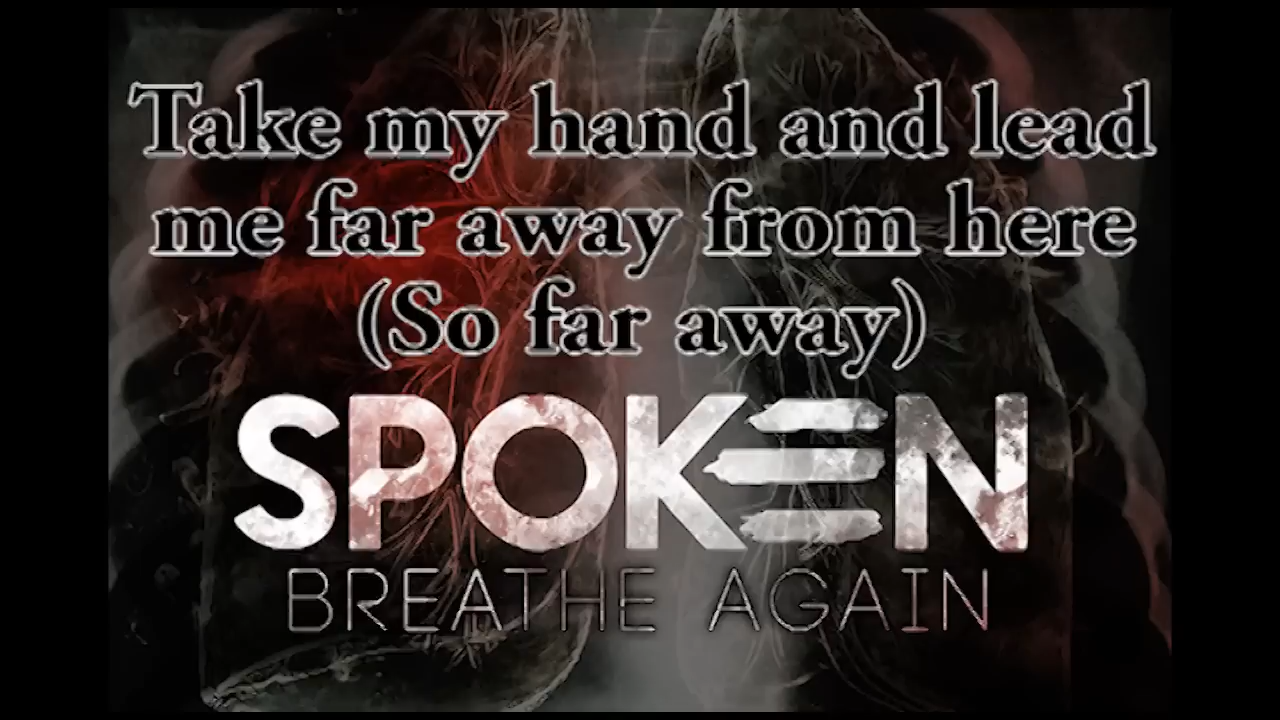 Take my hand and lead
me far away from here
(So far away)
SPOKEN
BREATHE AGAIN